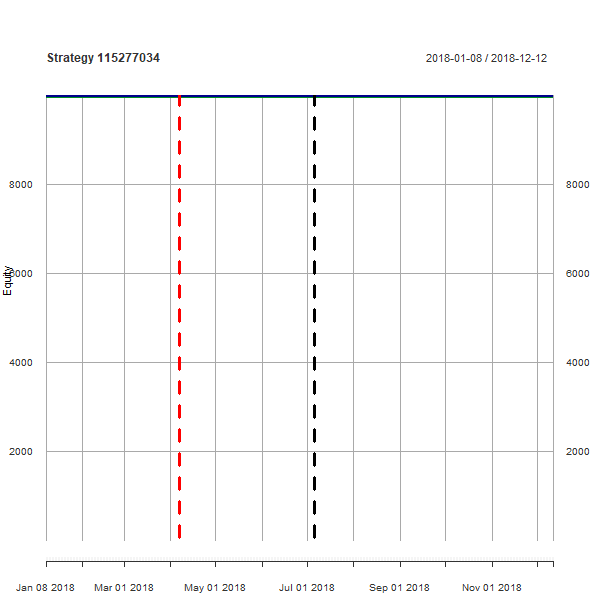 Strategy 115277034
2018-01-08 / 2018-12-12
8000
8000
Equity
6000
6000
4000
4000
2000
2000
Jan 08 2018
Mar 01 2018
May 01 2018
Jul 01 2018
Sep 01 2018
Nov 01 2018